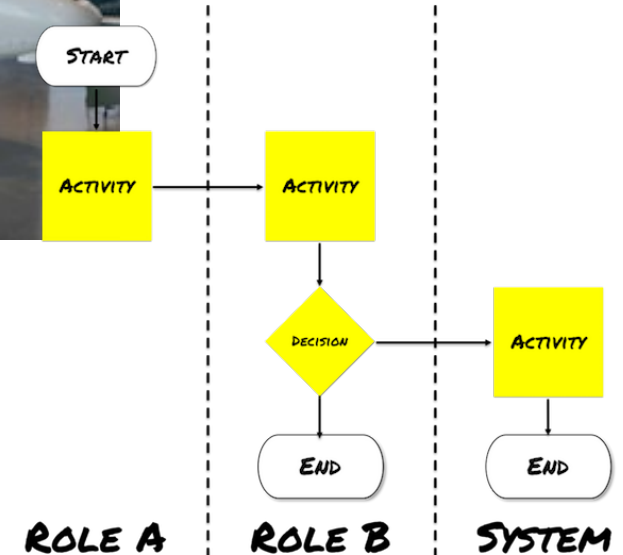 START
ACTIVITY
ACTIVITY
DECISION
ACTIVITY
END
END
ROLE A
ROLE B
SYSTEM